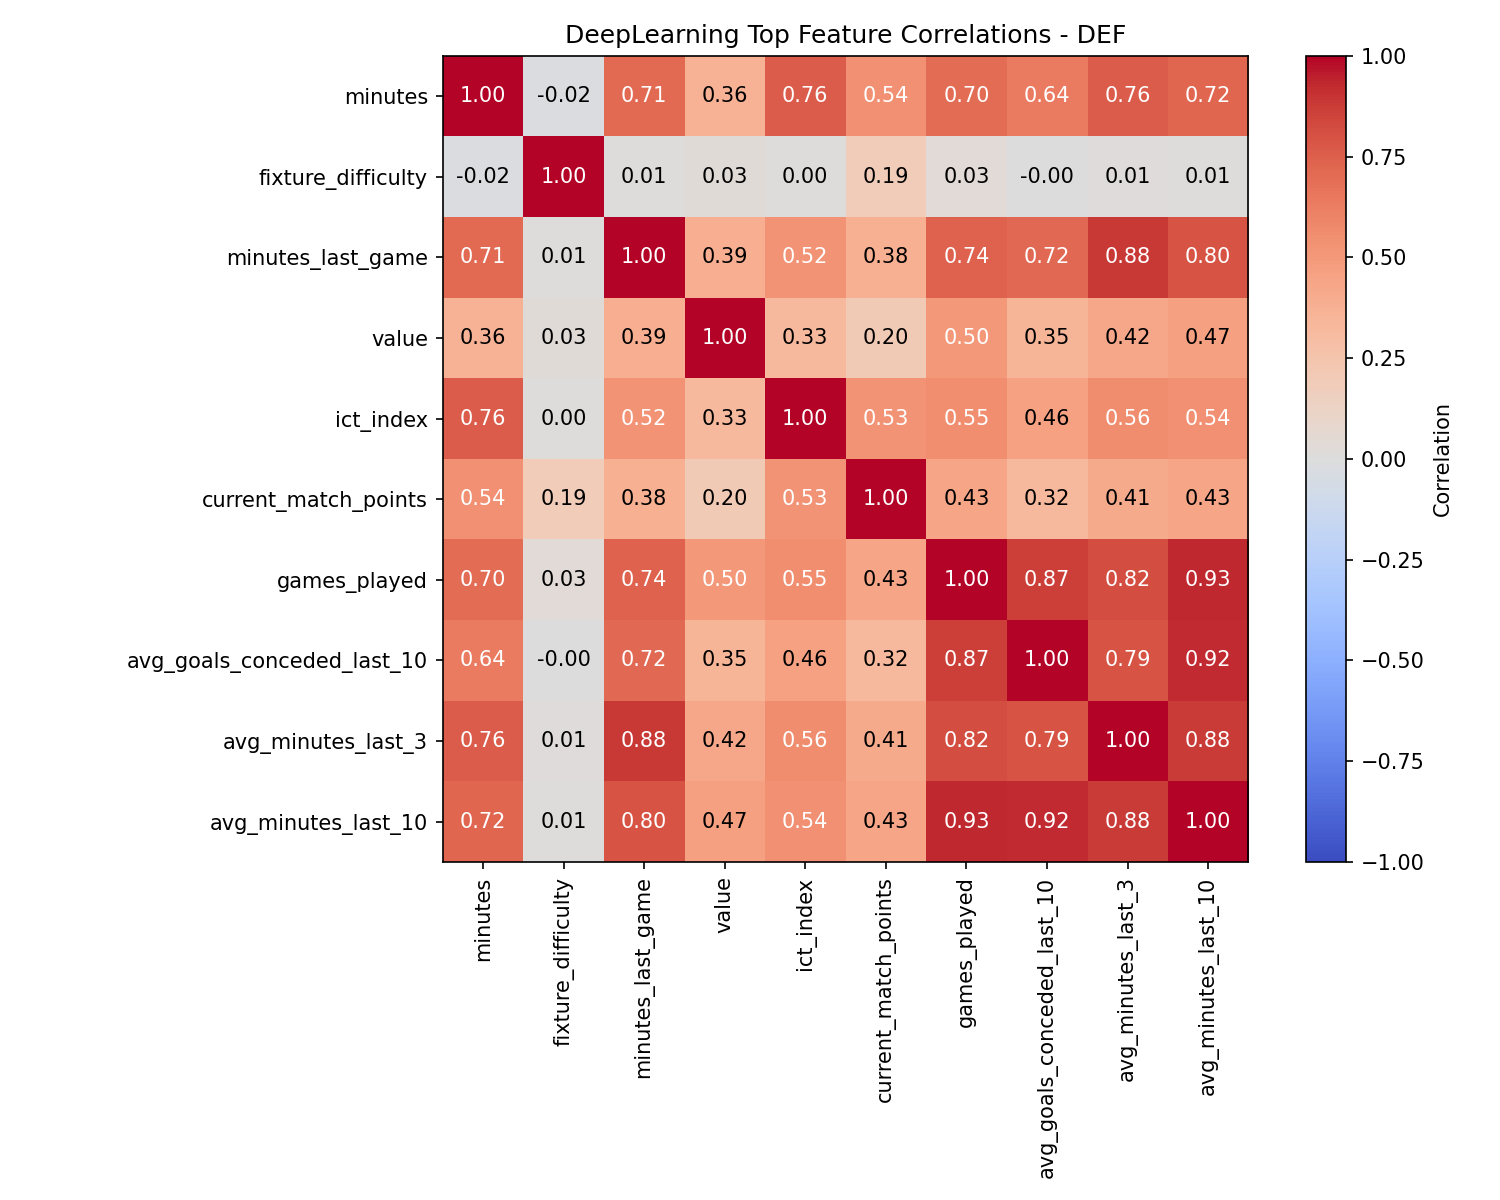 DeepLearning Top Feature Correlations - DEF
minutes 1.00 -0.02 0.71 0.36 0.76 0.54 0.70 0.64 0.76 0.72
fixture_difficulty -0.02 1.00 0.01 0.03 0.00 0.19 0.03 -0.00 0.01 0.01
minutes_last_game 0.71 0.01 1.00 0.39 0.52 0.38 0.74 0.72 0.88 0.80
value 0.36 0.03 0.39 1.00 0.33 0.20 0.50 0.35 0.42 0.47
ict_index 0.76 0.00 0.52 0.33 1.00 0.53 0.55 0.46 0.56 0.54
current_match_points 0.54 0.19 0.38 0.20 0.53 1.00 0.43 0.32 0.41 0.43
games_played 0.70 0.03 0.74 0.50 0.55 0.43 1.00 0.87 0.82 0.93
avg_goals_conceded_last_10 0.64 -0.00 0.72 0.35 0.46 0.32 0.87 1.00 0.79 0.92
avg_minutes_last_3 0.76 0.01 0.88 0.42 0.56 0.41 0.82 0.79 1.00 0.88
avg_minutes_last_10 0.72 0.01 0.80 0.47 0.54 0.43 0.93 0.92 0.88 1.00
minutes
fixture_difficulty
minutes_last_game
value
ict_index
current_match_points
games_played
avg_goals_conceded_last_10
avg_minutes_last_3
avg_minutes_last_10
1.00
0.75
0.50
0.25
0.00
−0.25
−0.50
−0.75
−1.00
Correlation